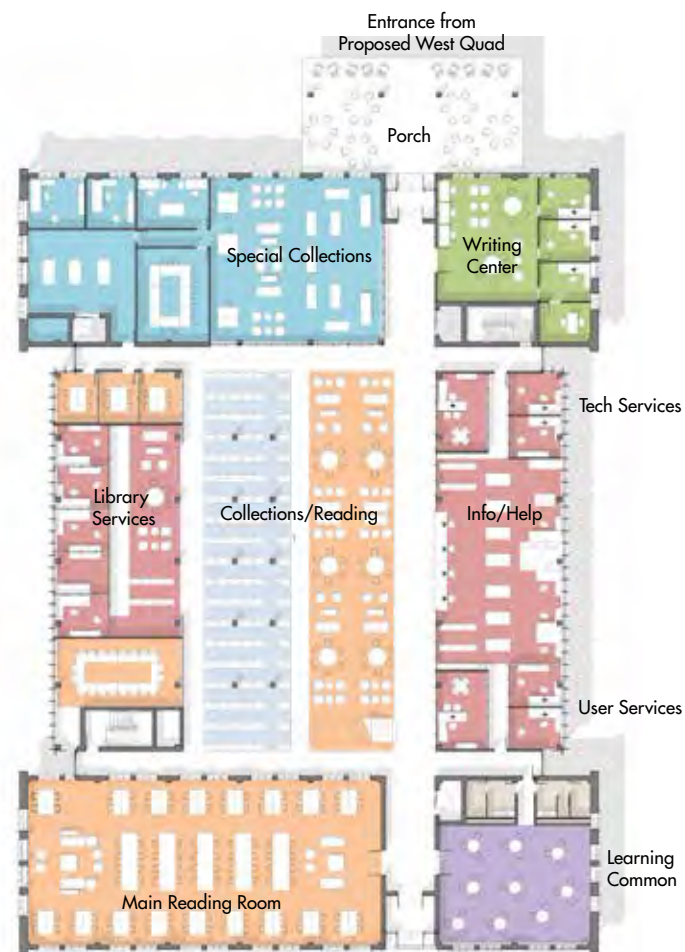 Entrance from
Proposed West Quad
Porch
Special Collections
Writing
Center
Tech Services
Library
Services
Collections/Reading
Info/Help
User Services
Learning
Common
Main Reading Room